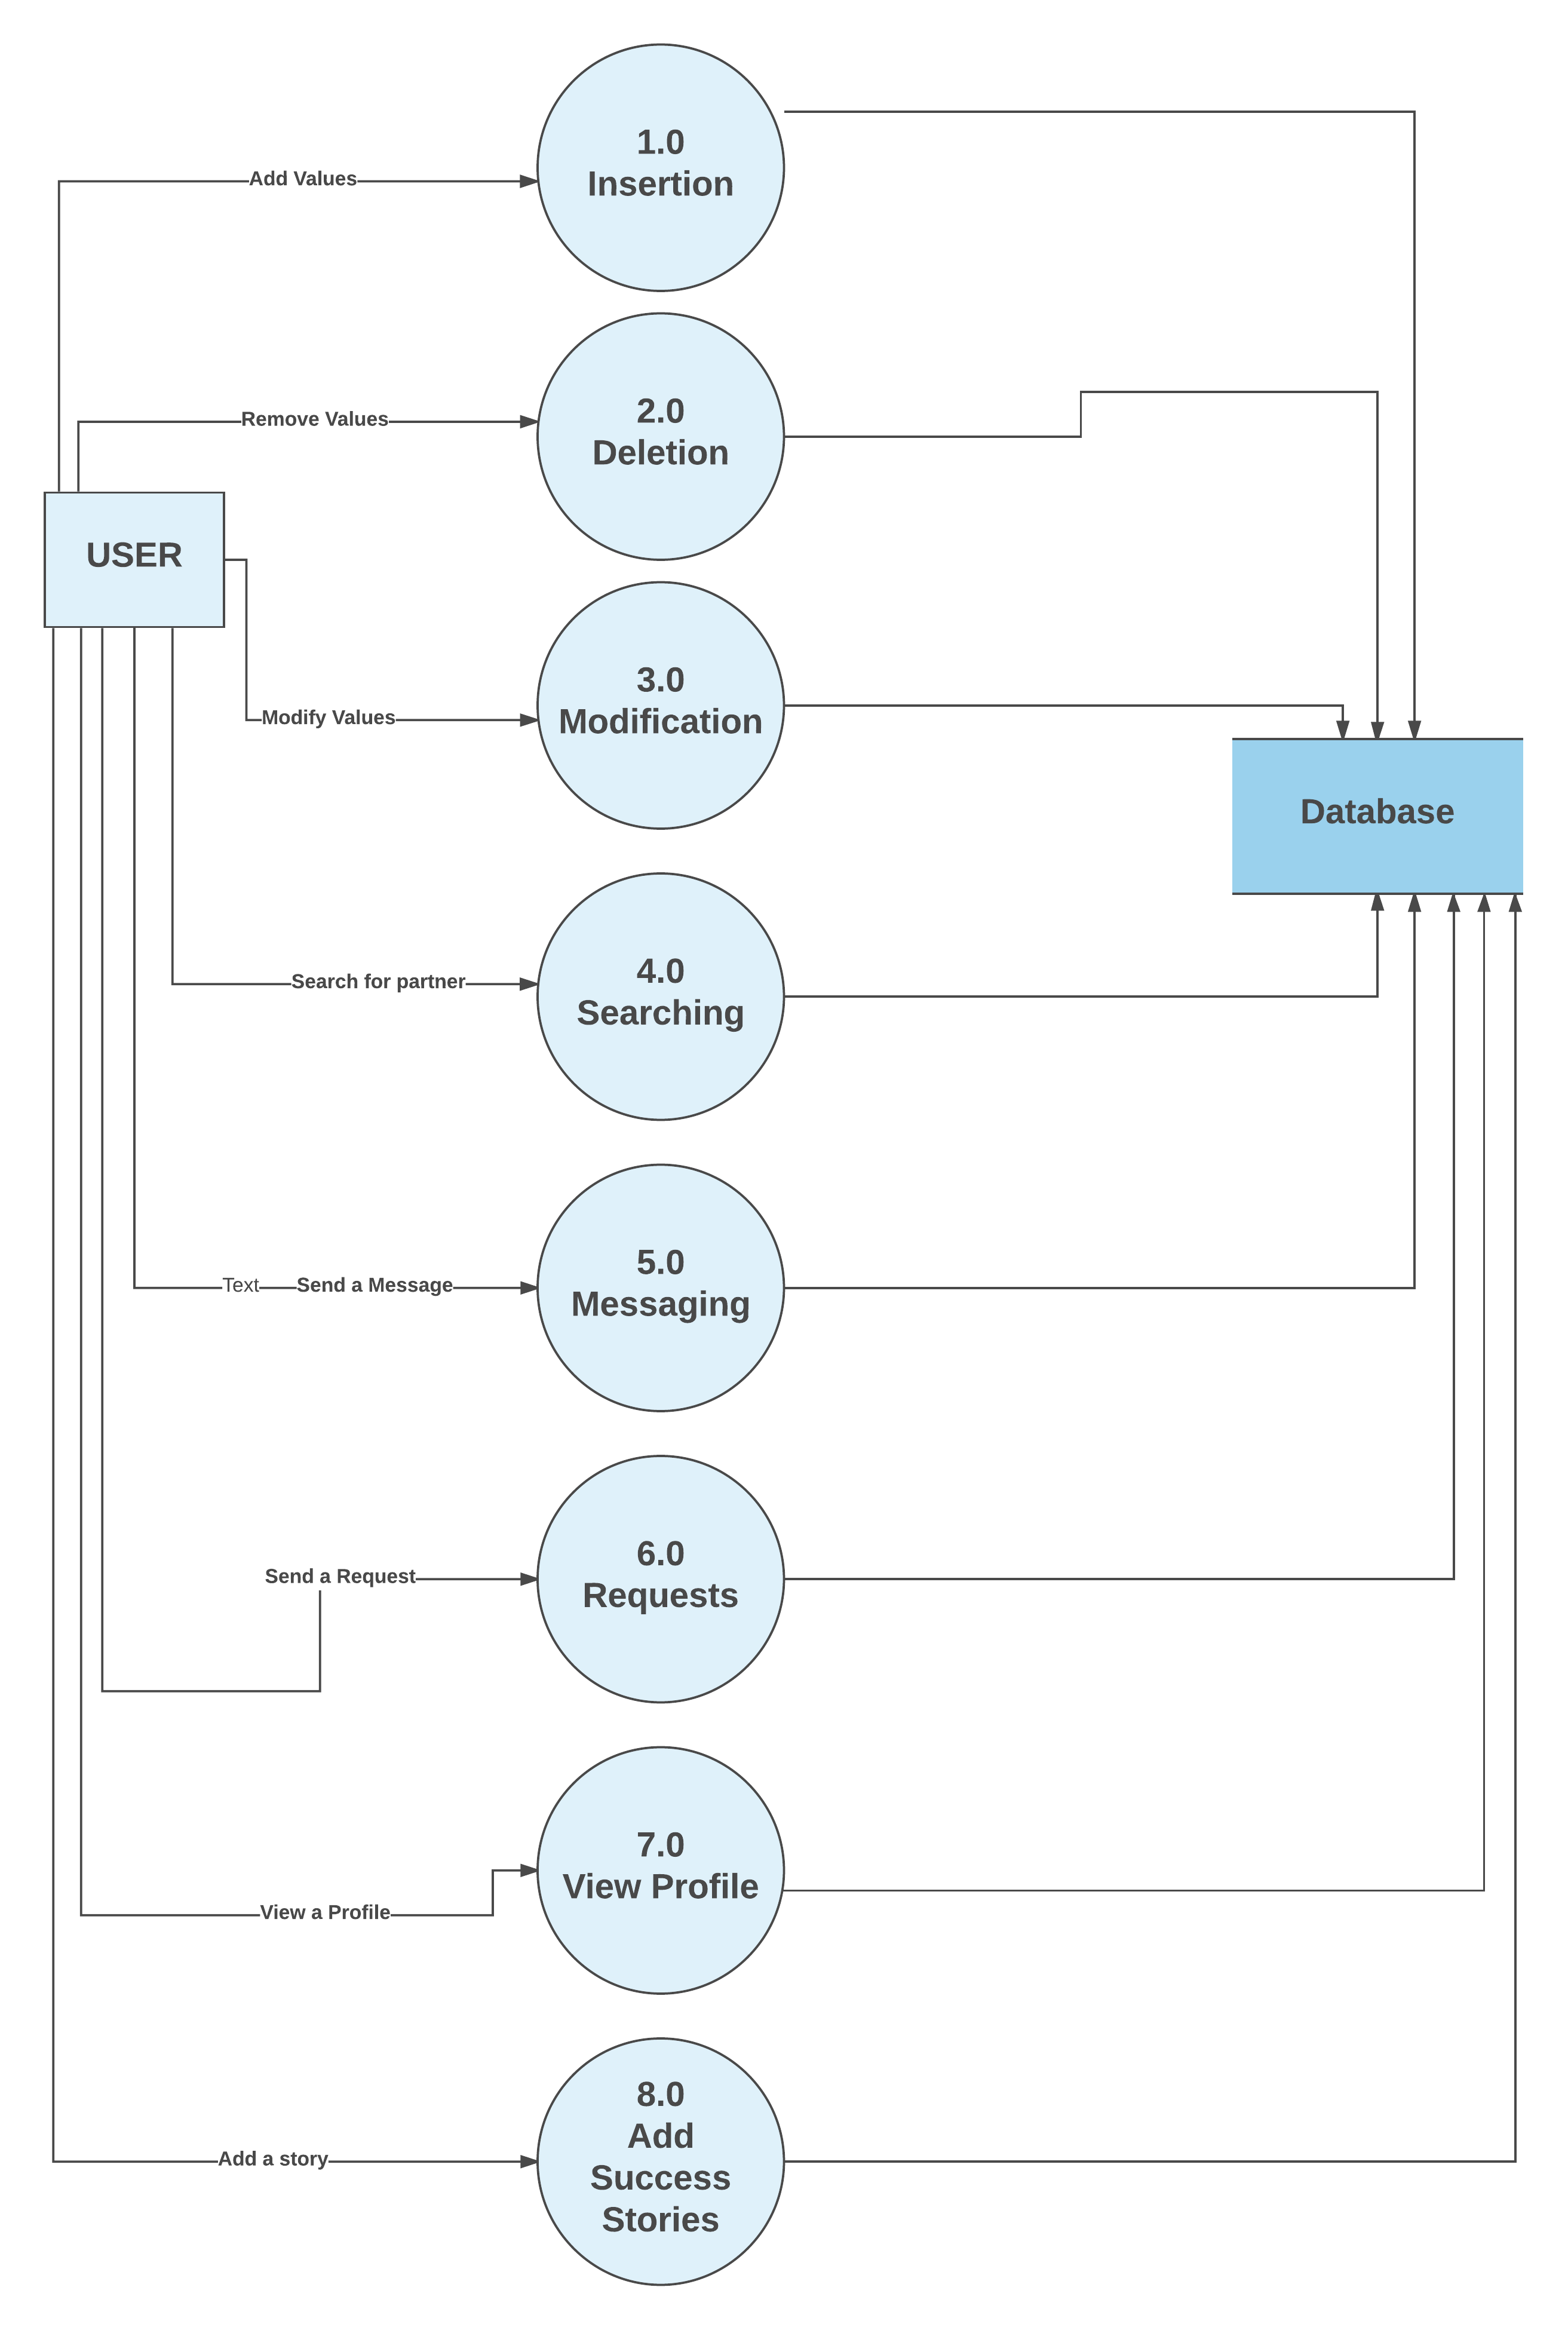 1.0
Insertion
Add Values
2.0
Deletion
Remove Values
USER
3.0
Modification
Modify Values
Database
4.0
Searching
Search for partner
5.0
Messaging
Text
Send a Message
6.0
Requests
Send a Request
7.0
View Profile
View a Profile
8.0
Add
Success
Stories
Add a story